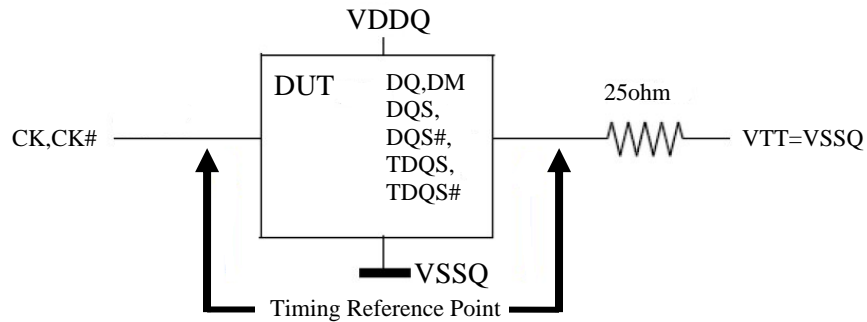 VDDQ
DUT
DQ,DM
DQS,
DQS#,
TDQS,
TDQS#
25ohm
CK,CK#
VTT=VSSQ
VSSQ
Timing Reference Point